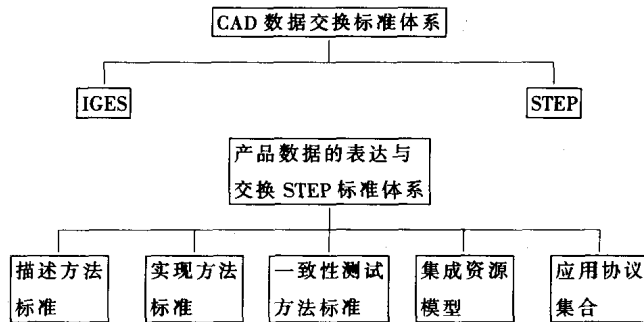 CAD 数据交换标准体系
IGES
STEP
产品数据的表达与
交换 STEP 标准体系
描述方法
标准
实现方法
标准
一致性测试
方法标准
集成资源
模型
应用协议
集合